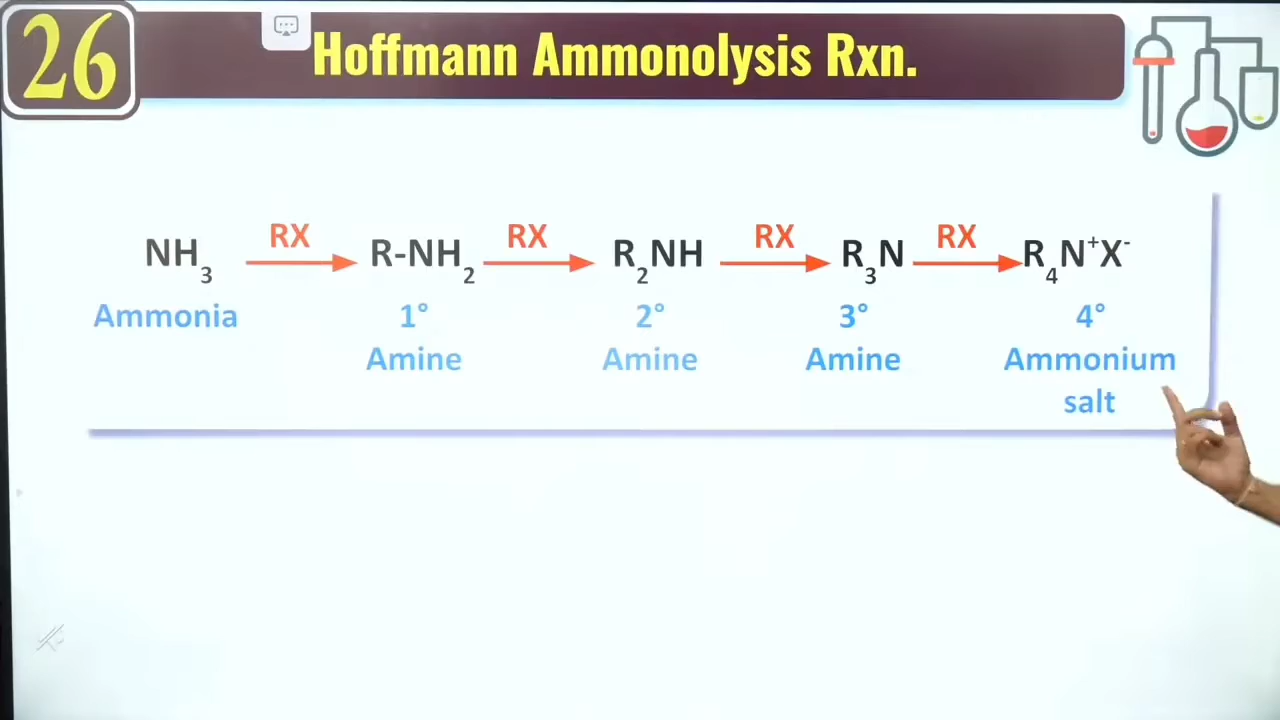 26
Hoffmann Ammonolysis Rxn.
NH₃ RX R-NH₂ RX R₂NH RX R₃N RX R₄N⁺X⁻
Ammonia 1° 2° 3° 4°
Amine Amine Amine Ammonium
salt